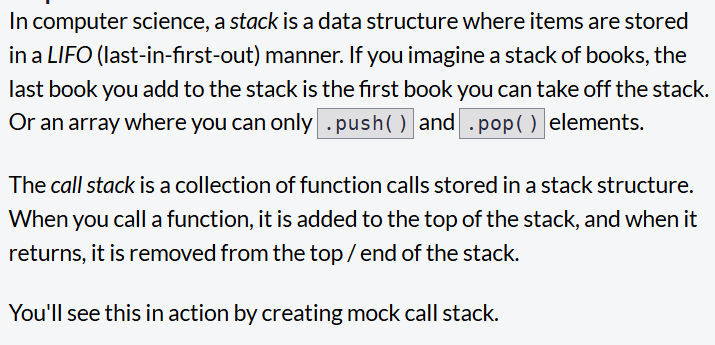 In computer science, a stack is a data structure where items are stored
in a LIFO (last-in-first-out) manner. If you imagine a stack of books, the
last book you add to the stack is the first book you can take off the stack.
Or an array where you can only .push() and .pop() elements.
The call stack is a collection of function calls stored in a stack structure.
When you call a function, it is added to the top of the stack, and when it
returns, it is removed from the top / end of the stack.
You'll see this in action by creating mock call stack.